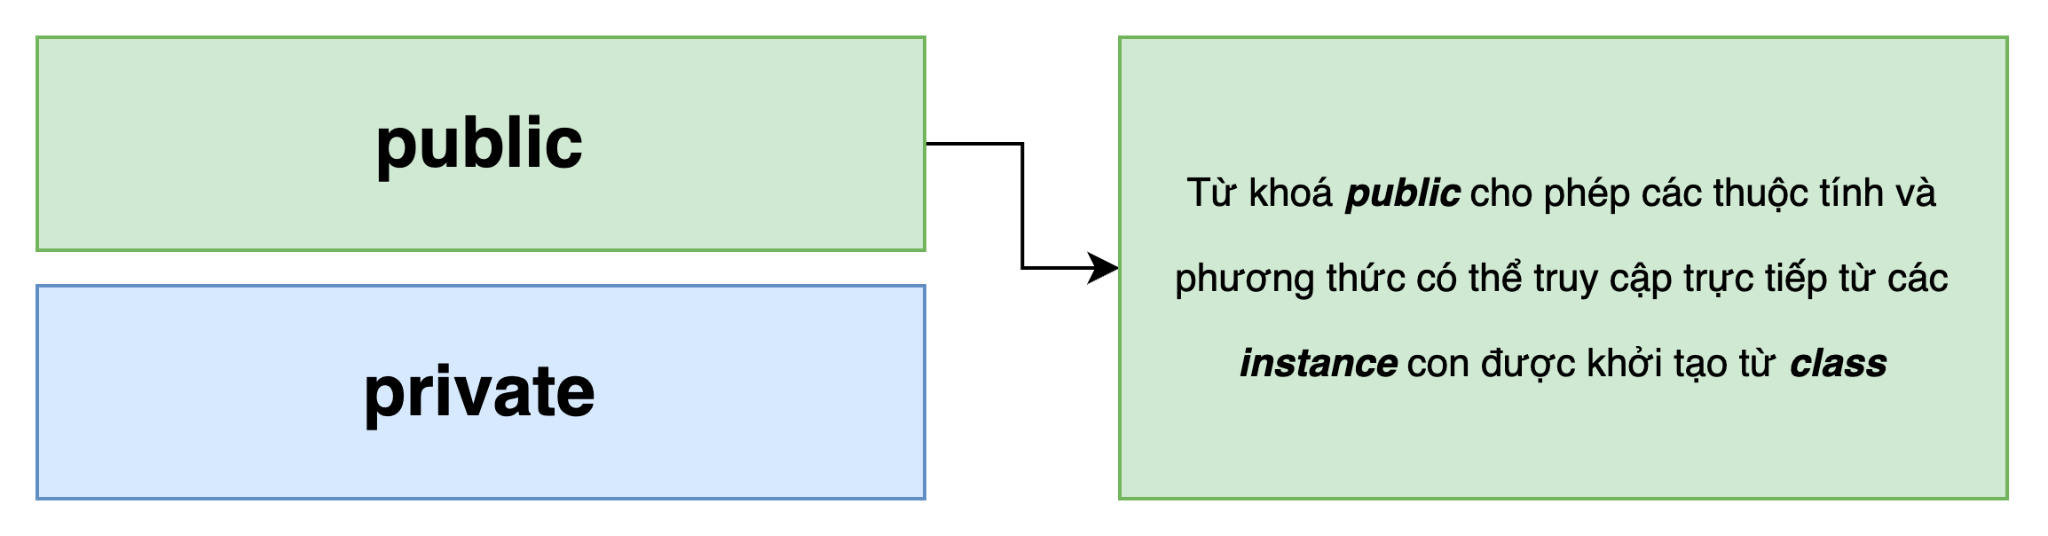 public
private
Từ khoá public cho phép các thuộc tính và
phương thức có thể truy cập trực tiếp từ các
instance con được khởi tạo từ class